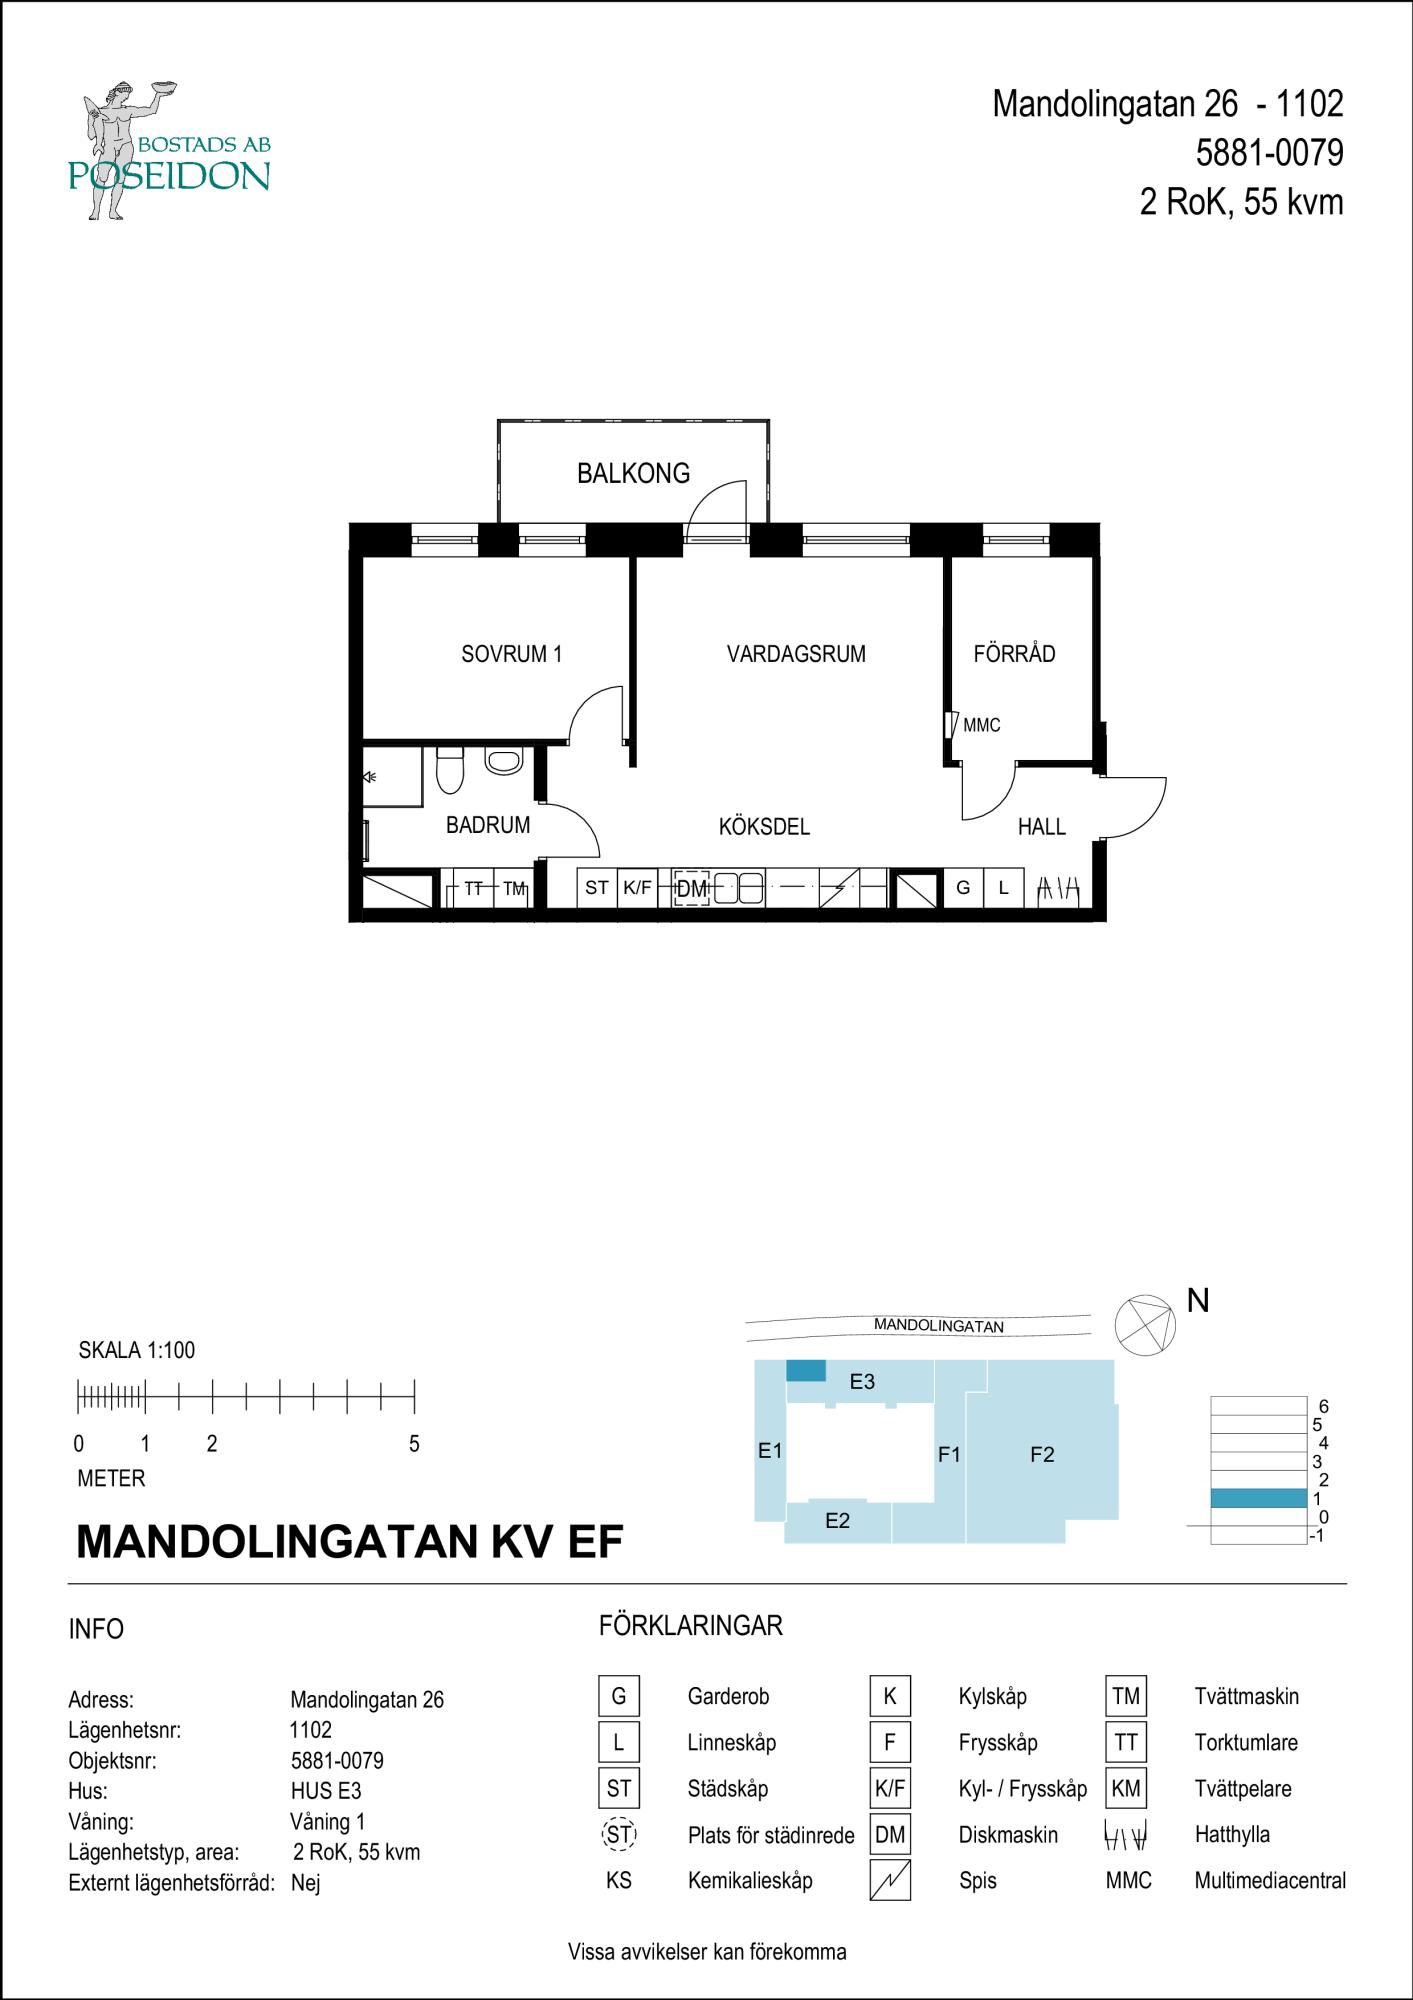 BOSTADS AB
POSEIDON
Mandolingatan 26 - 1102
5881-0079
2 RoK, 55 kvm
BALKONG
SOVRUM 1
VARDAGSRUM
FÖRRÅD
MMC
BADRUM
KÖKSDEL
HALL
TT
TM
ST
K/F
DM
G
L
N
MANDOLINGATAN
SKALA 1:100
0 1 2 5
METER
E3
E1
F1
F2
E2
6
5
4
3
2
1
0
-1
MANDOLINGATAN KV EF
INFO
Adress: Mandolingatan 26
Lägenhetsnr: 1102
Objektsnr: 5881-0079
Hus: HUS E3
Våning: Våning 1
Lägenhetstyp, area: 2 RoK, 55 kvm
Externt lägenhetsförråd: Nej
FÖRKLARINGAR
G Garderob K Kylskåp TM Tvättmaskin
L Linneskåp F Frysskåp TT Torktumlare
ST Städskåp K/F Kyl- / Frysskåp KM Tvättpelare
ST Plats för städinrede DM Diskmaskin Hatthylla
KS Kemikalieskåp Spis MMC Multimediacentral
Vissa avvikelser kan förekomma